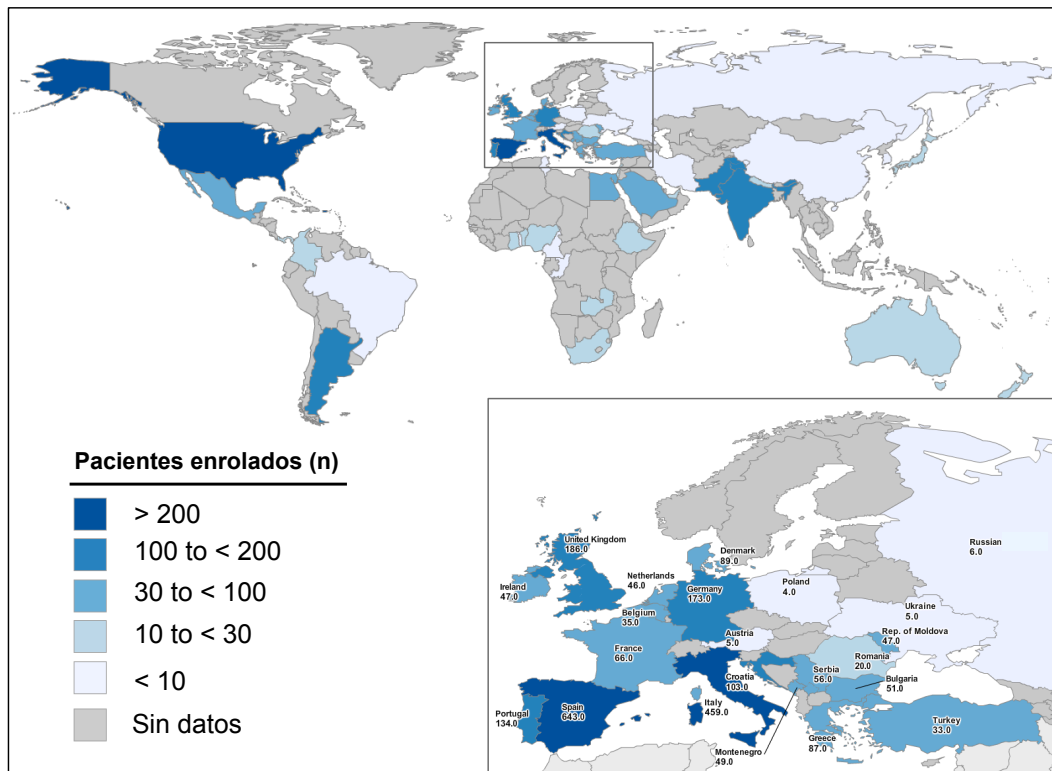 Pacientes enrolados (n)
> 200
100 to < 200
30 to < 100
10 to < 30
< 10
Sin datos
United Kingdom
186.0
Ireland
47.0
Netherlands
46.0
Denmark
89.0
Germany
173.0
Belgium
35.0
Poland
4.0
Russian
6.0
Ukraine
5.0
Austria
5.0
Rep. of Moldova
47.0
France
66.0
Romania
20.0
Serbia
56.0
Croatia
103.0
Bulgaria
51.0
Portugal
134.0
Spain
643.0
Italy
459.0
Montenegro
49.0
Greece
87.0
Turkey
33.0